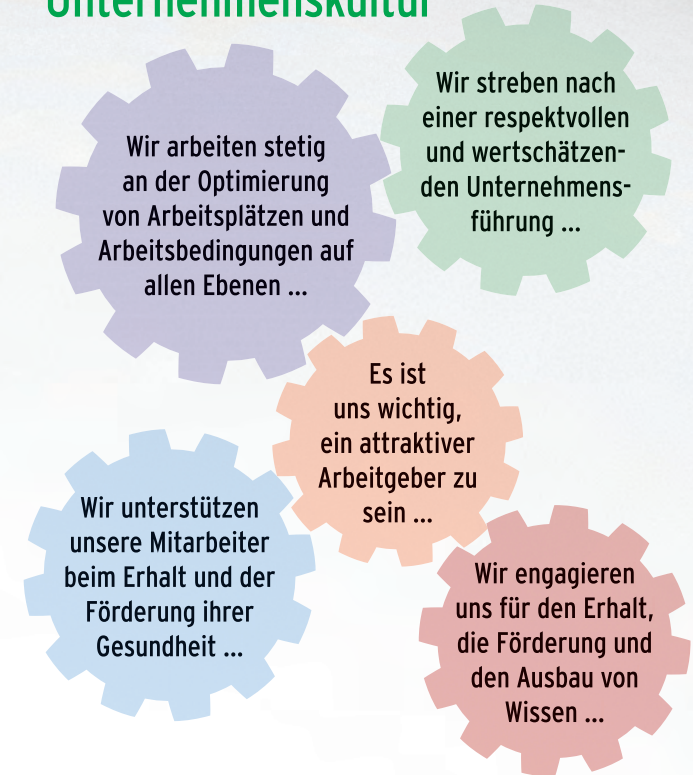 Unternehmenskultur
Wir arbeiten stetig
an der Optimierung
von Arbeitsplätzen und
Arbeitsbedingungen auf
allen Ebenen ...
Wir streben nach
einer respektvollen
und wertschätzen-
den Unternehmens-
führung ...
Es ist
uns wichtig,
ein attraktiver
Arbeitgeber zu
sein ...
Wir unterstützen
unsere Mitarbeiter
beim Erhalt und der
Förderung ihrer
Gesundheit ...
Wir engagieren
uns für den Erhalt,
die Förderung und
den Ausbau von
Wissen ...